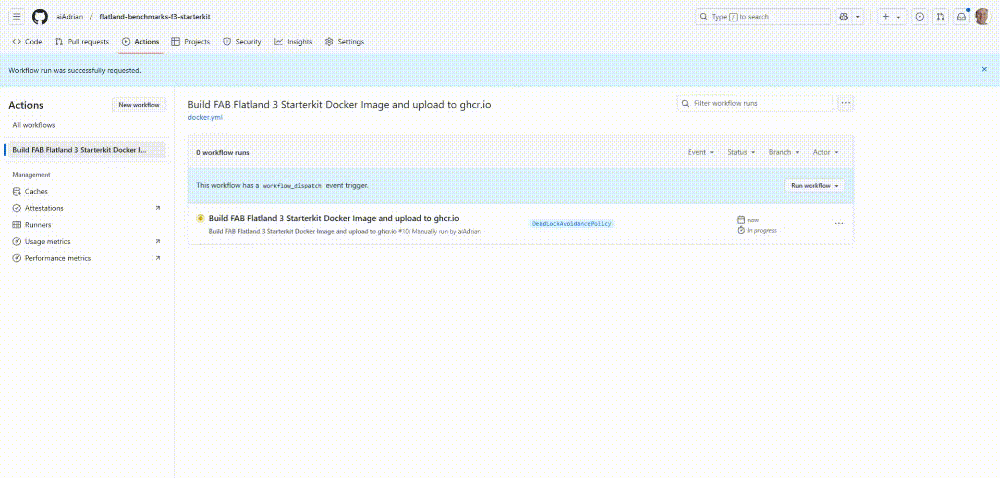 aiAdrian / flatland-benchmarks-f3-starterkit
Type / to search
Code Pull requests Actions Projects Security Insights Settings
Workflow run was successfully requested.
Actions
New workflow
All workflows
Build FAB Flatland 3 Starterkit Docker I...
Management
Caches
Attestations
Runners
Usage metrics
Performance metrics
Build FAB Flatland 3 Starterkit Docker Image and upload to ghcr.io
docker.yml
Filter workflow runs
0 workflow runs
Event Status Branch Actor
This workflow has a workflow_dispatch event trigger.
Run workflow
Build FAB Flatland 3 Starterkit Docker Image and upload to ghcr.io
Build FAB Flatland 3 Starterkit Docker Image and upload to ghcr.io #10: Manually run by aiAdrian
DeadLockAvoidancePolicy
now
In progress